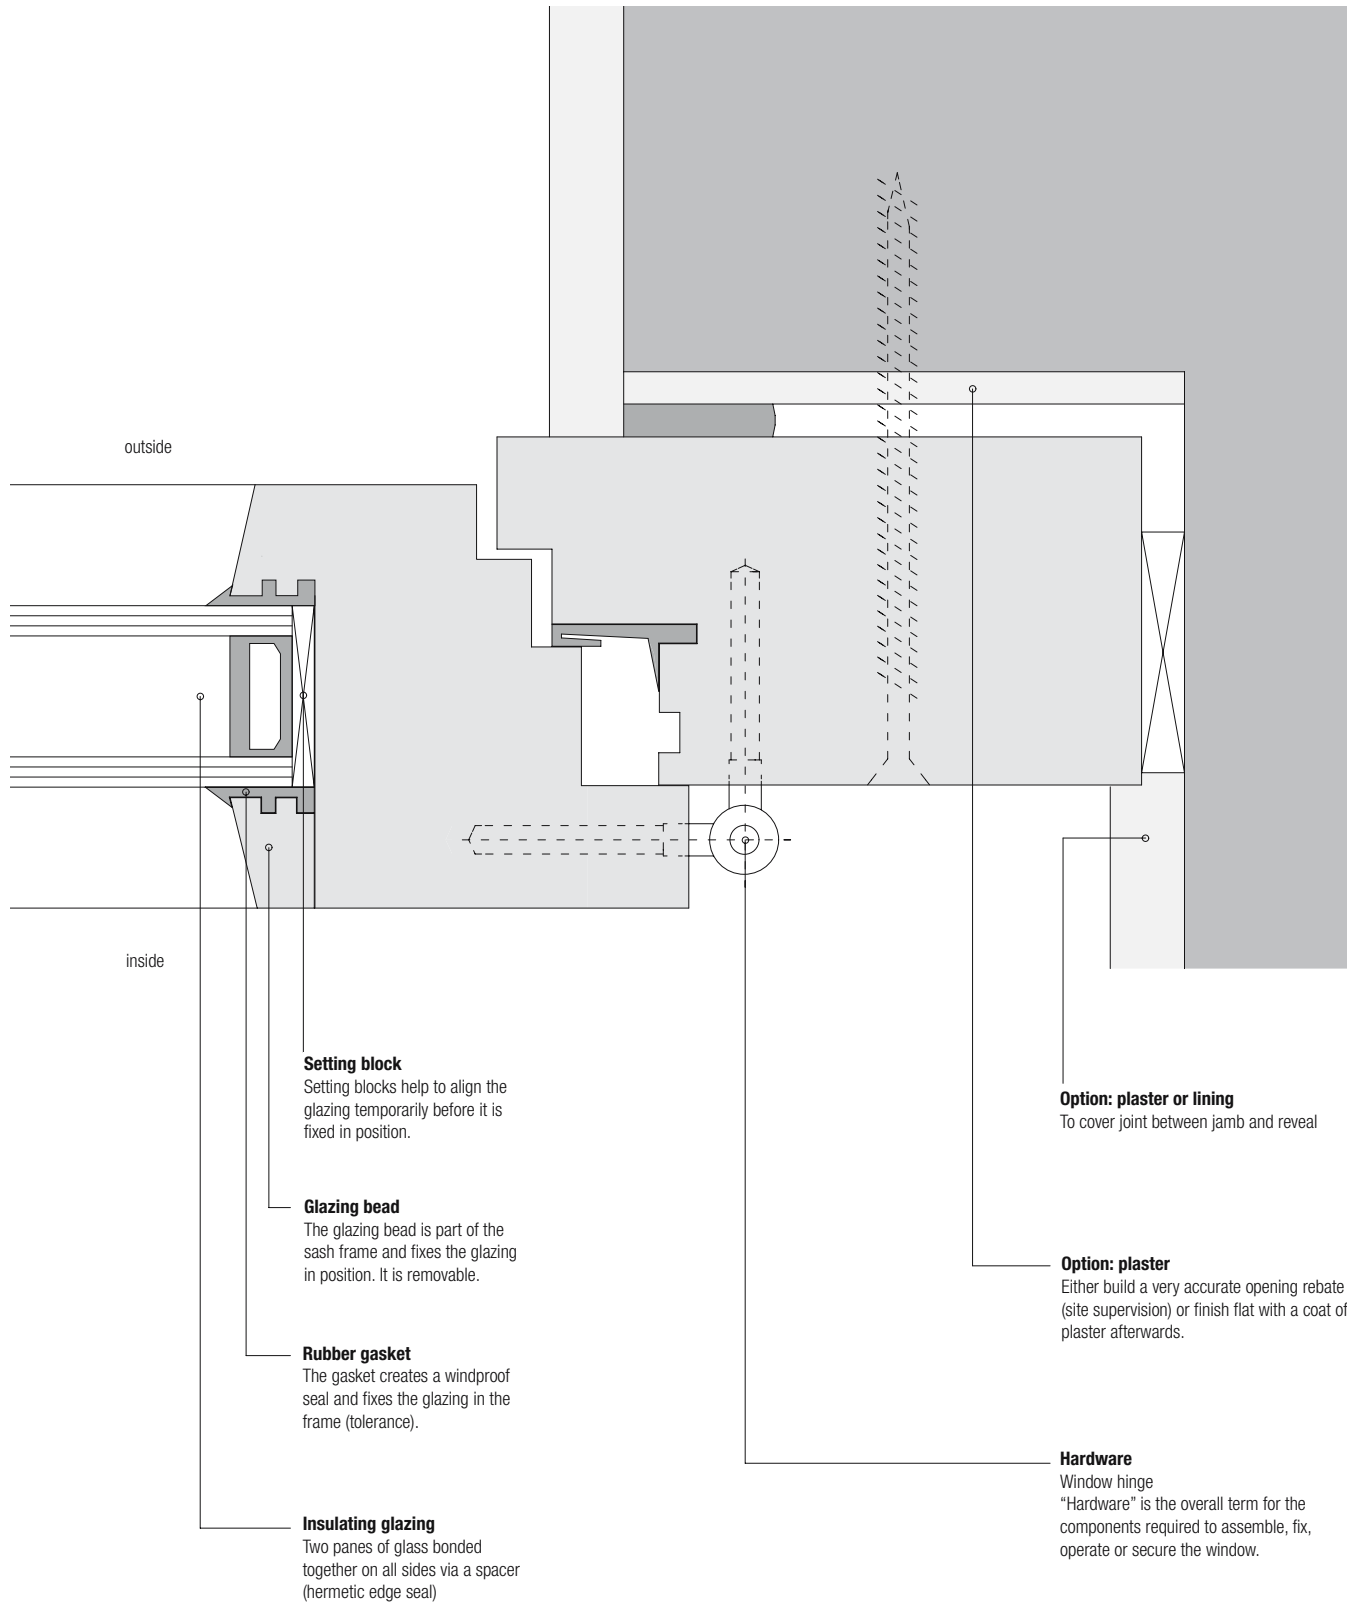 outside
inside
Setting block
Setting blocks help to align the
glazing temporarily before it is
fixed in position.
Glazing bead
The glazing bead is part of the
sash frame and fixes the glazing
in position. It is removable.
Rubber gasket
The gasket creates a windproof
seal and fixes the glazing in the
frame (tolerance).
Insulating glazing
Two panes of glass bonded
together on all sides via a spacer
(hermetic edge seal)
Option: plaster or lining
To cover joint between jamb and reveal
Option: plaster
Either build a very accurate opening rebate
(site supervision) or finish flat with a coat of
plaster afterwards.
Hardware
Window hinge
“Hardware” is the overall term for the
components required to assemble, fix,
operate or secure the window.